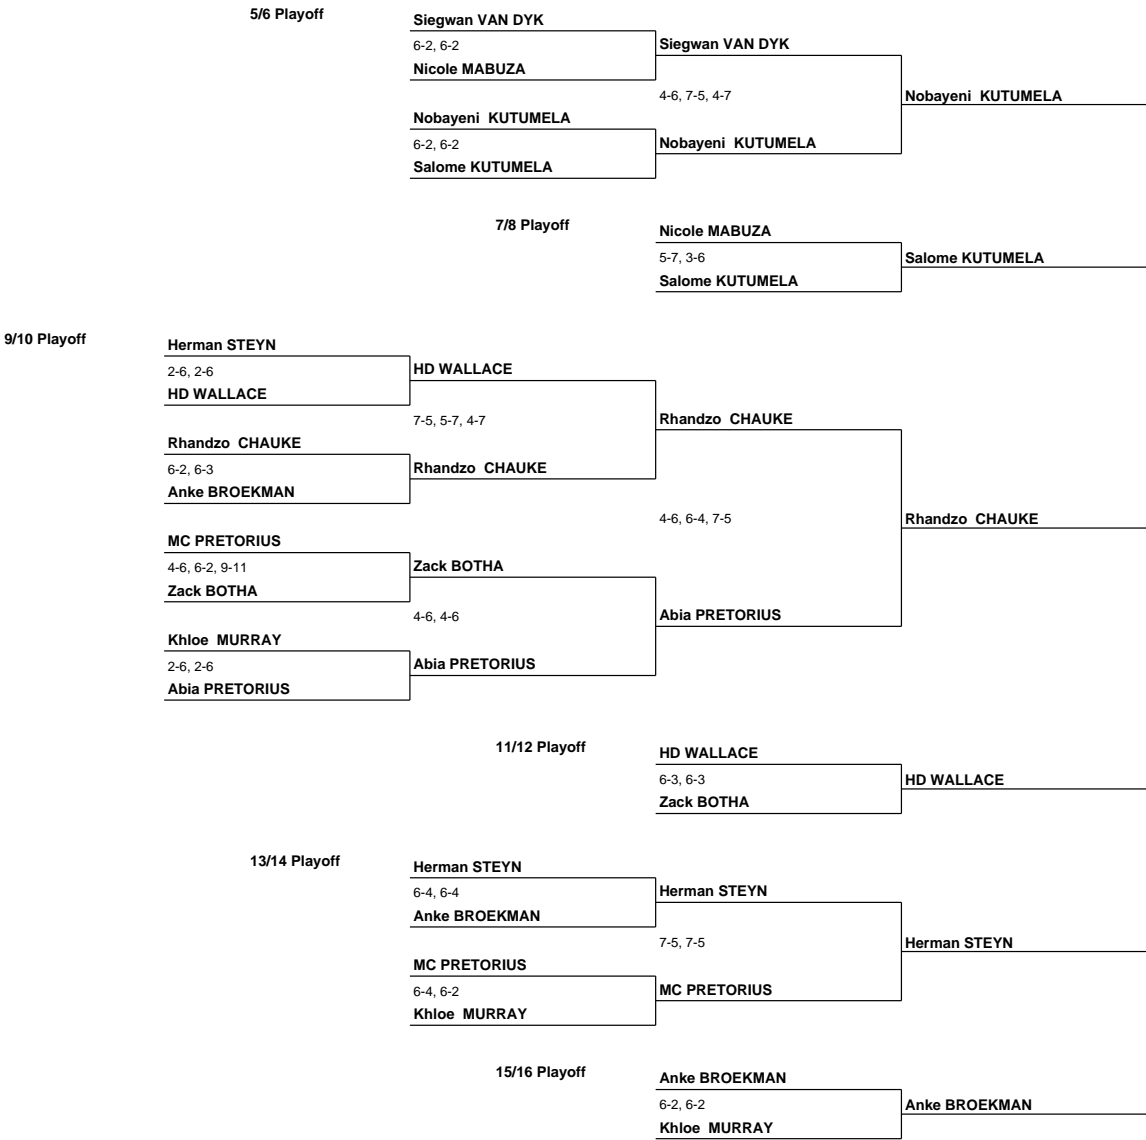 5/6 Playoff
Siegwan VAN DYK
6-2, 6-2
Siegwan VAN DYK
Nicole MABUZA
4-6, 7-5, 4-7
Nobayeni KUTUMELA
Nobayeni KUTUMELA
6-2, 6-2
Nobayeni KUTUMELA
Salome KUTUMELA
7/8 Playoff
Nicole MABUZA
5-7, 3-6
Salome KUTUMELA
Salome KUTUMELA
9/10 Playoff
Herman STEYN
2-6, 2-6
HD WALLACE
HD WALLACE
7-5, 5-7, 4-7
Rhandzo CHAUKE
Rhandzo CHAUKE
6-2, 6-3
Rhandzo CHAUKE
Anke BROEKMAN
4-6, 6-4, 7-5
Rhandzo CHAUKE
MC PRETORIUS
4-6, 6-2, 9-11
Zack BOTHA
Zack BOTHA
4-6, 4-6
Abia PRETORIUS
Khloe MURRAY
2-6, 2-6
Abia PRETORIUS
Abia PRETORIUS
11/12 Playoff
HD WALLACE
6-3, 6-3
HD WALLACE
Zack BOTHA
13/14 Playoff
Herman STEYN
6-4, 6-4
Herman STEYN
Anke BROEKMAN
7-5, 7-5
Herman STEYN
MC PRETORIUS
6-4, 6-2
MC PRETORIUS
Khloe MURRAY
15/16 Playoff
Anke BROEKMAN
6-2, 6-2
Anke BROEKMAN
Khloe MURRAY